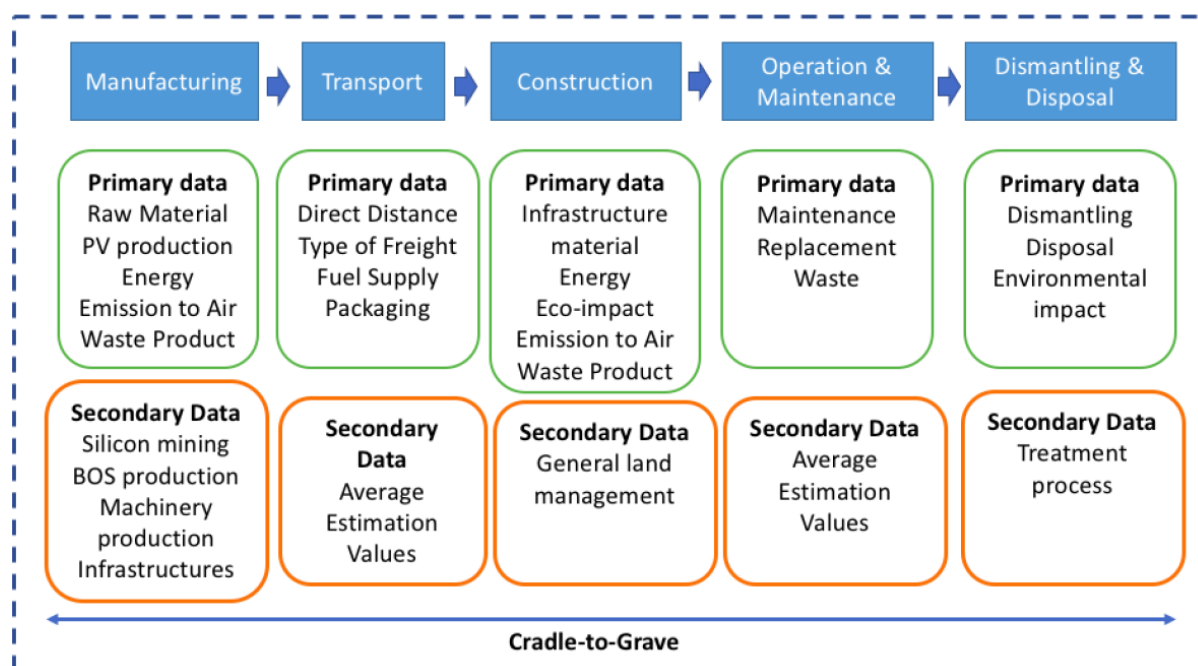 Manufacturing
Transport
Construction
Operation &
Maintenance
Dismantling &
Disposal
Primary data
Raw Material
PV production
Energy
Emission to Air
Waste Product
Primary data
Direct Distance
Type of Freight
Fuel Supply
Packaging
Primary data
Infrastructure
material
Energy
Eco-impact
Emission to Air
Waste Product
Primary data
Maintenance
Replacement
Waste
Primary data
Dismantling
Disposal
Environmental
impact
Secondary Data
Silicon mining
BOS production
Machinery
production
Infrastructures
Secondary
Data
Average
Estimation
Values
Secondary Data
General land
management
Secondary Data
Average
Estimation
Values
Secondary Data
Treatment
process
Cradle-to-Grave